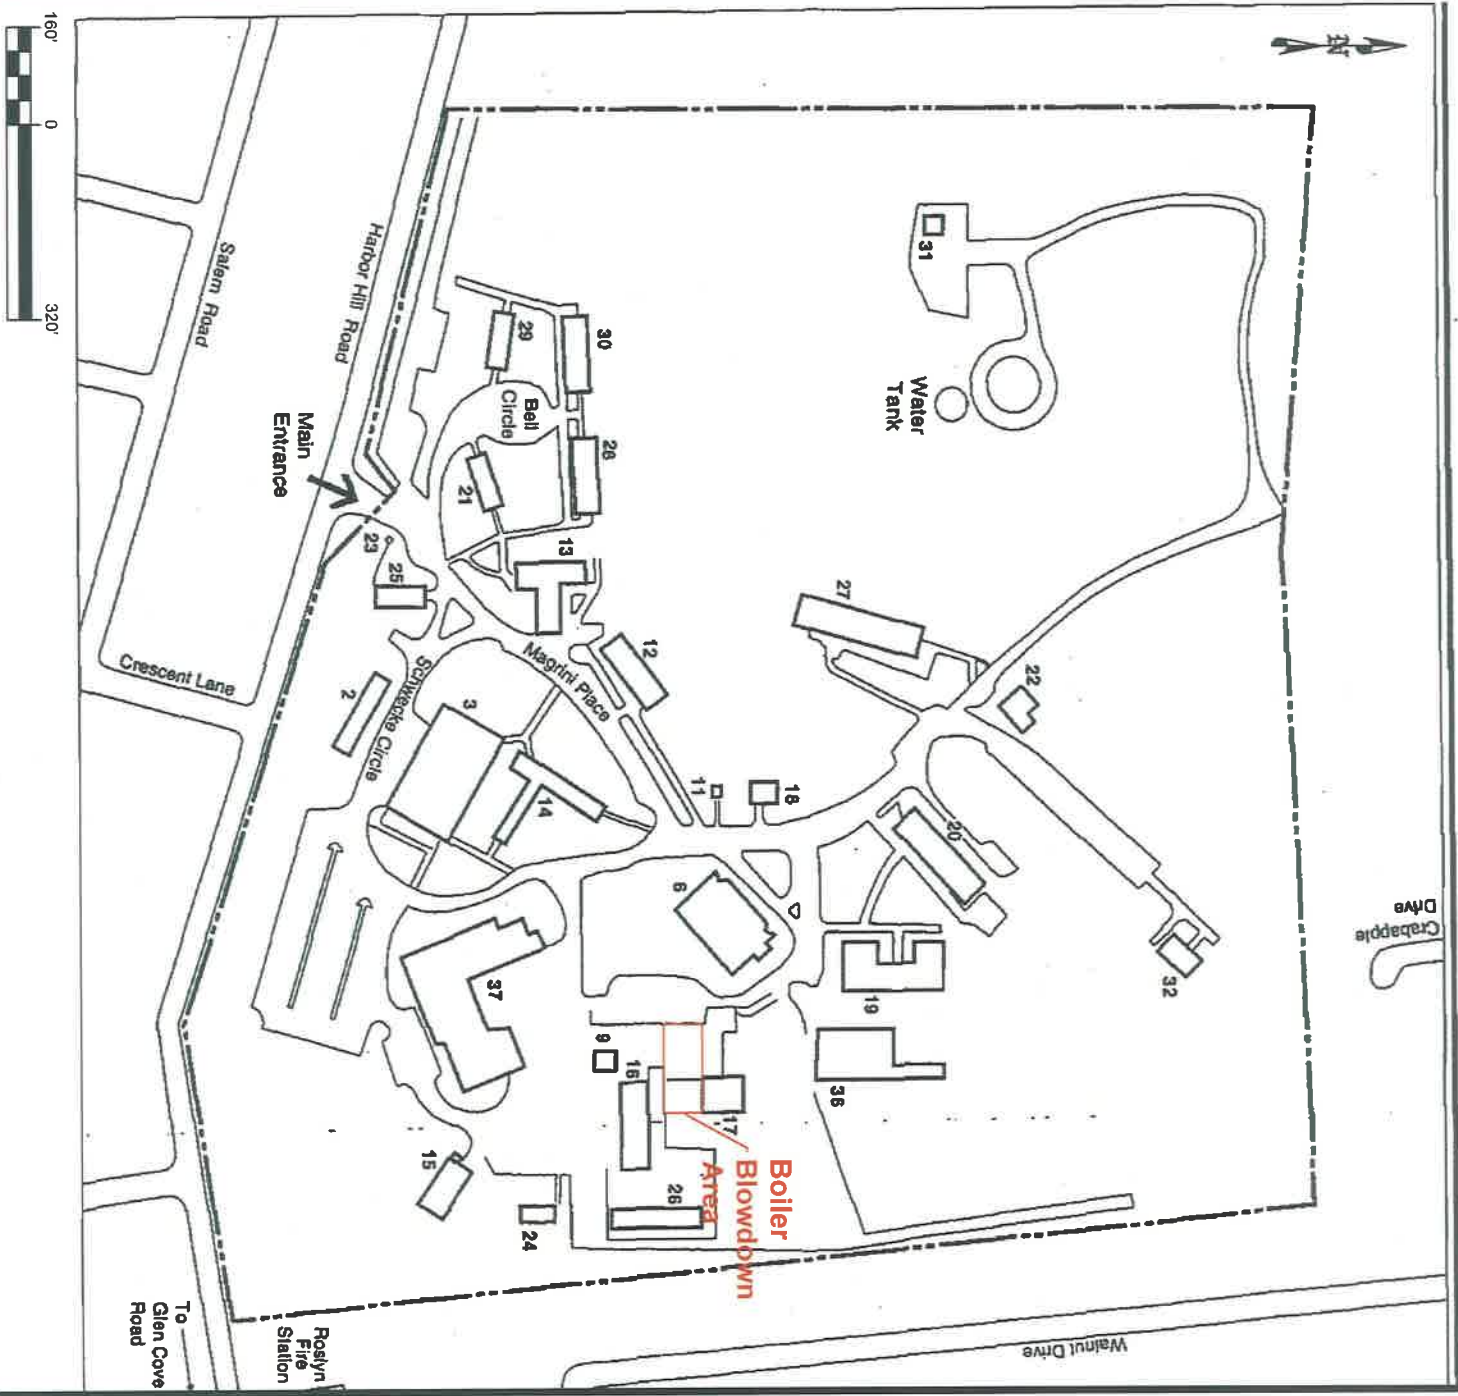 160'
0
320'
N
Salem Road
Harbor Hill Road
Main
Entrance
Crescent Lane
Schwecke Circle
Magrini Place
Bell
Circle
Water
Tank
31
30
29
28
21
13
23
25
12
2
3
14
11
18
27
22
20
6
19
32
37
9
16
17
36
15
24
26
Boiler
Blowdown
Area
Crabapple
Drive
Walnut Drive
To
Glen Cove
Road
Roslyn
Fire
Station